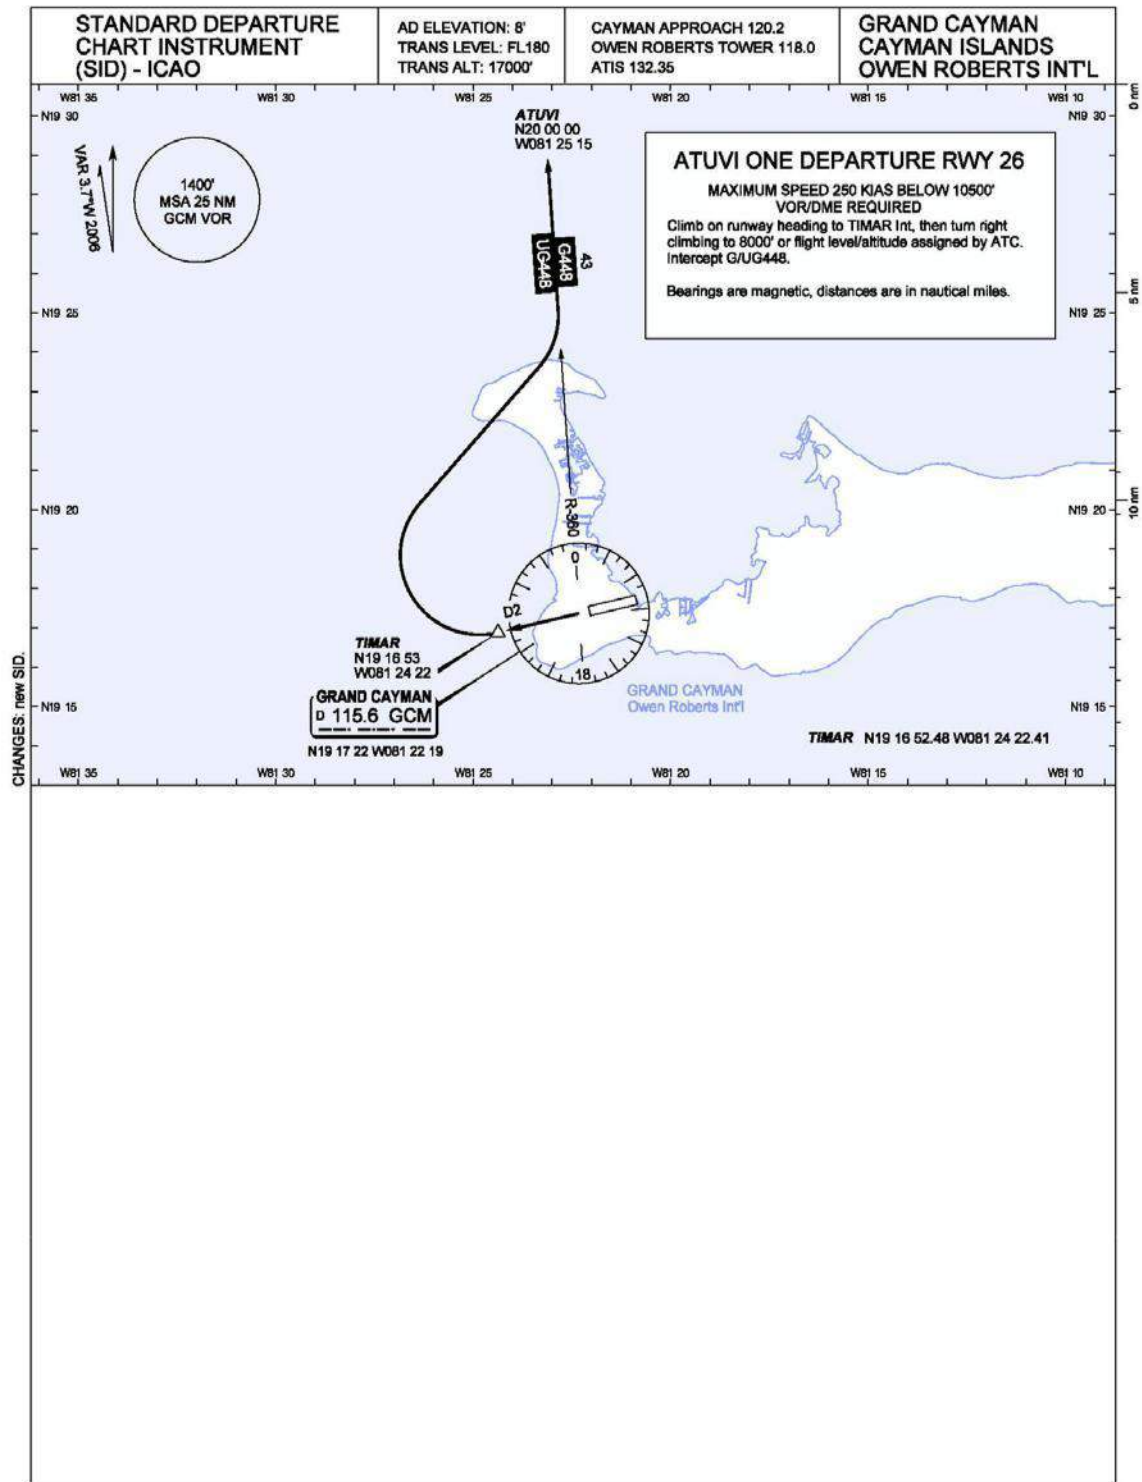 STANDARD DEPARTURE
CHART INSTRUMENT
(SID) - ICAO
AD ELEVATION: 8'
TRANS LEVEL: FL180
TRANS ALT: 17000'
CAYMAN APPROACH 120.2
OWEN ROBERTS TOWER 118.0
ATIS 132.35
GRAND CAYMAN
CAYMAN ISLANDS
OWEN ROBERTS INT'L
W81 35
W81 30
W81 25
W81 20
W81 15
W81 10
0 nm
N19 30
N19 30
ATUVI
N20 00 00
W081 25 15
VAR 3.7°W 2006
1400'
MSA 25 NM
GCM VOR
ATUVI ONE DEPARTURE RWY 26
MAXIMUM SPEED 250 KIAS BELOW 10500'
VOR/DME REQUIRED
Climb on runway heading to TIMAR Int, then turn right
climbing to 8000' or flight level/altitude assigned by ATC.
Intercept G/UG448.
Bearings are magnetic, distances are in nautical miles.
43
G448
UG448
5 nm
N19 25
N19 25
N19 20
N19 20
10 nm
R-360
0
D2
18
TIMAR
N19 16 53
W081 24 22
GRAND CAYMAN
D 115.6 GCM
N19 17 22 W081 22 19
GRAND CAYMAN
Owen Roberts Int'l
N19 15
N19 15
TIMAR N19 16 52.48 W081 24 22.41
CHANGES: new SID.
W81 35
W81 30
W81 25
W81 20
W81 15
W81 10